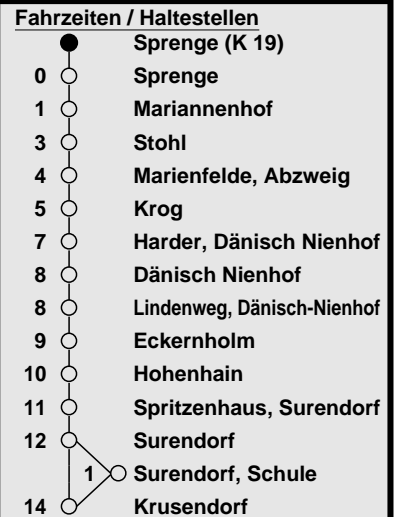 Fahrzeiten / Haltestellen
Sprenge (K 19)
0 Sprenge
1 Mariannenhof
3 Stohl
4 Marienfelde, Abzweig
5 Krog
7 Harder, Dänisch Nienhof
8 Dänisch Nienhof
8 Lindenweg, Dänisch-Nienhof
9 Eckernholm
10 Hohenhain
11 Spritzenhaus, Surendorf
12 Surendorf
1 Surendorf, Schule
14 Krusendorf